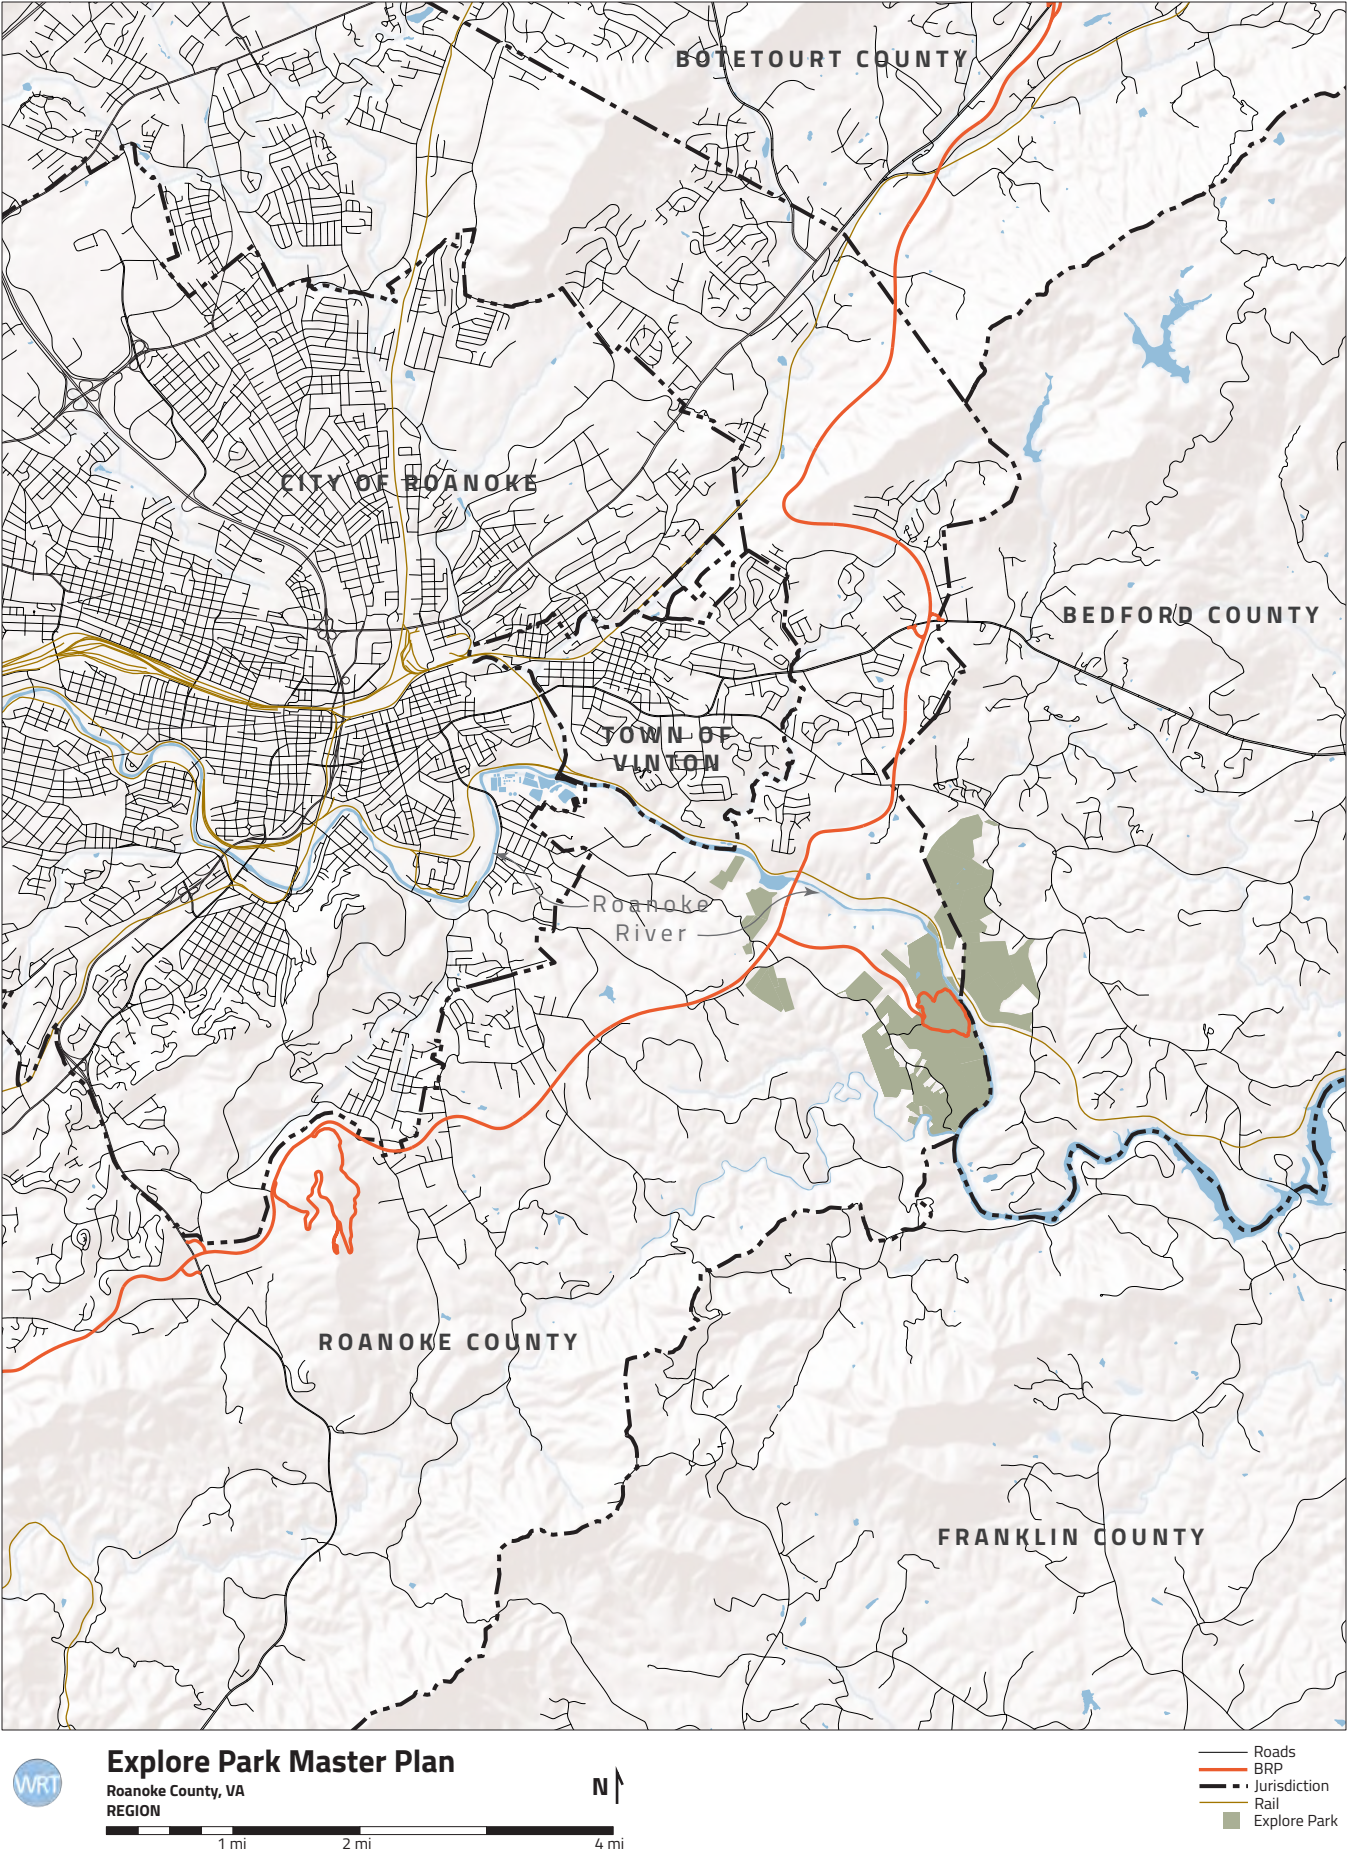 BOTETOURT COUNTY
CITY OF ROANOKE
BEDFORD COUNTY
TOWN OF
VINTON
Roanoke
River
ROANOKE COUNTY
FRANKLIN COUNTY
WRT
Explore Park Master Plan
Roanoke County, VA
REGION
N
1 mi
2 mi
4 mi
Roads
BRP
Jurisdiction
Rail
Explore Park